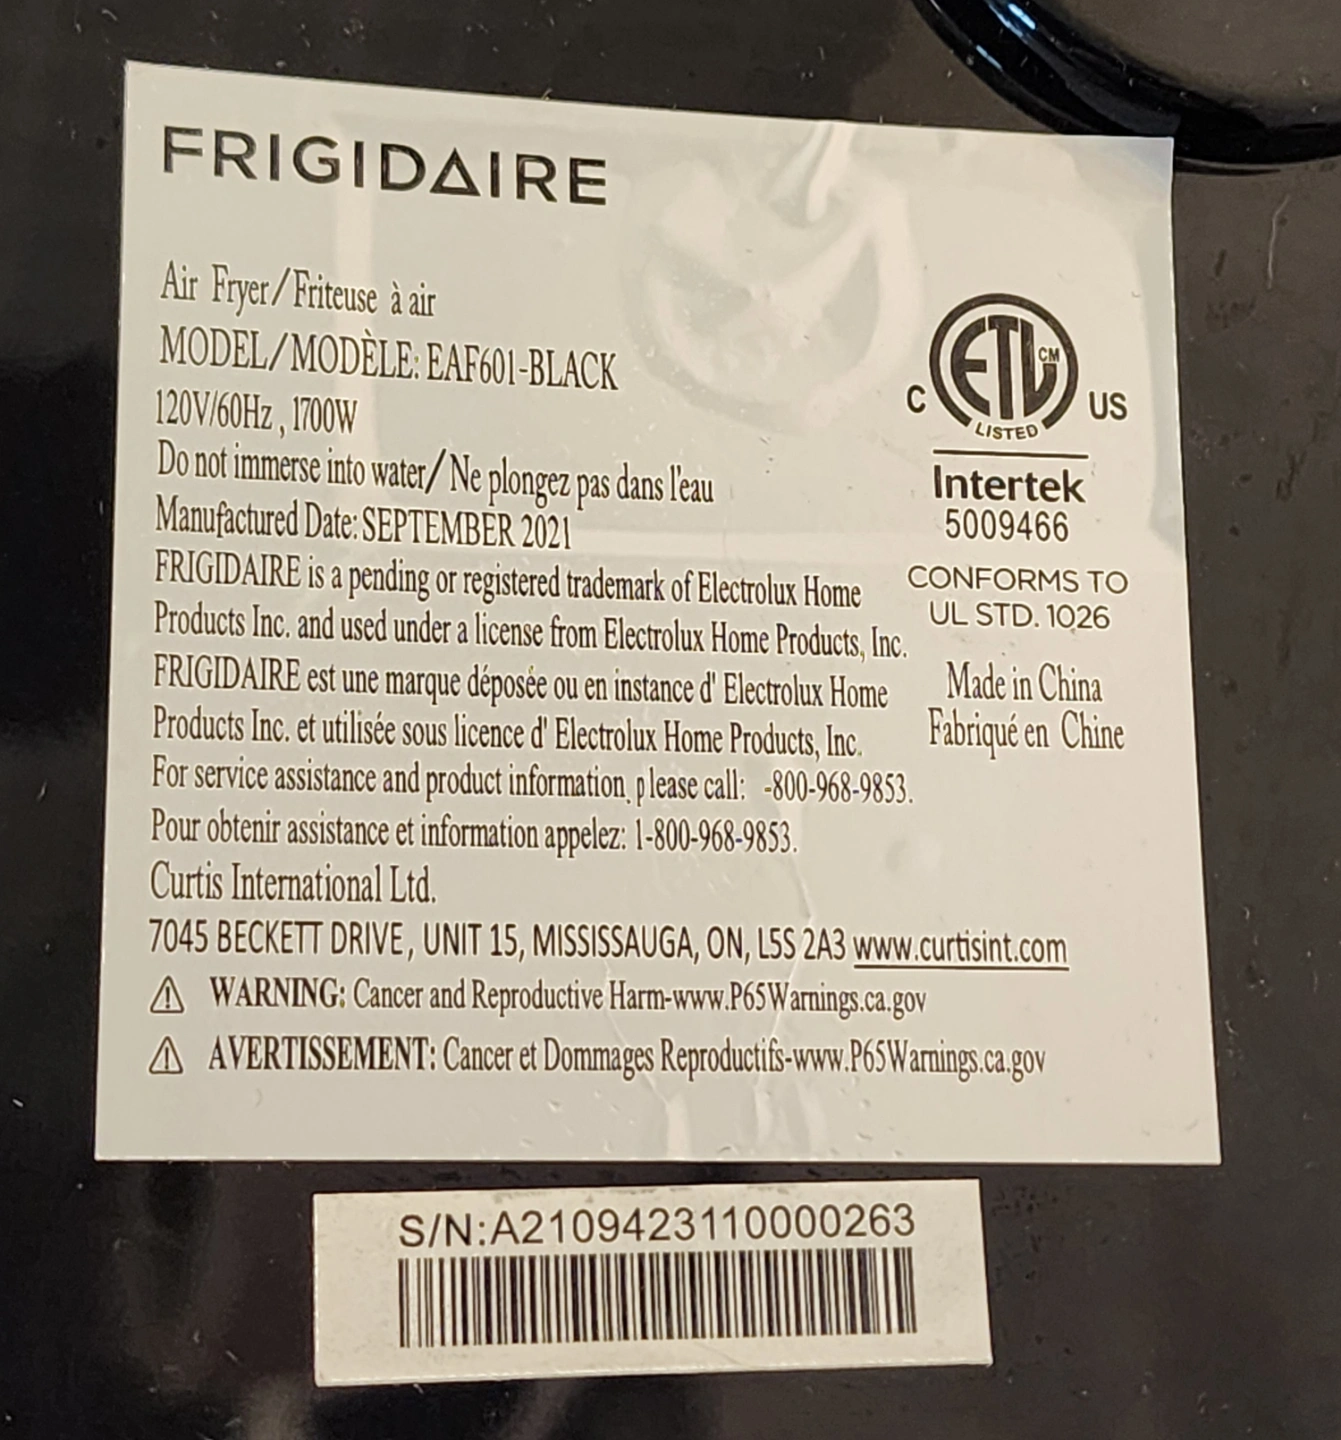 FRIGIDAIRE
Air Fryer/Friteuse à air
MODEL/MODÈLE: EAF601-BLACK
120V/60Hz, 1700W
Do not immerse into water/Ne plongez pas dans l'eau
Manufactured Date: SEPTEMBER 2021
FRIGIDAIRE is a pending or registered trademark of Electrolux Home
Products Inc. and used under a license from Electrolux Home Products, Inc.
FRIGIDAIRE est une marque déposée ou en instance d' Electrolux Home
Products Inc. et utilisée sous licence d' Electrolux Home Products, Inc.
For service assistance and product information, please call: -800-968-9853.
Pour obtenir assistance et information appelez: 1-800-968-9853.
Curtis International Ltd.
7045 BECKETT DRIVE, UNIT 15, MISSISSAUGA, ON, L5S 2A3 www.curtisint.com
⚠ WARNING: Cancer and Reproductive Harm-www.P65Warnings.ca.gov
⚠ AVERTISSEMENT: Cancer et Dommages Reproductifs-www.P65Warnings.ca.gov
C ETL CM US
LISTED
Intertek
5009466
CONFORMS TO
UL STD. 1026
Made in China
Fabriqué en Chine
S/N:A2109423110000263